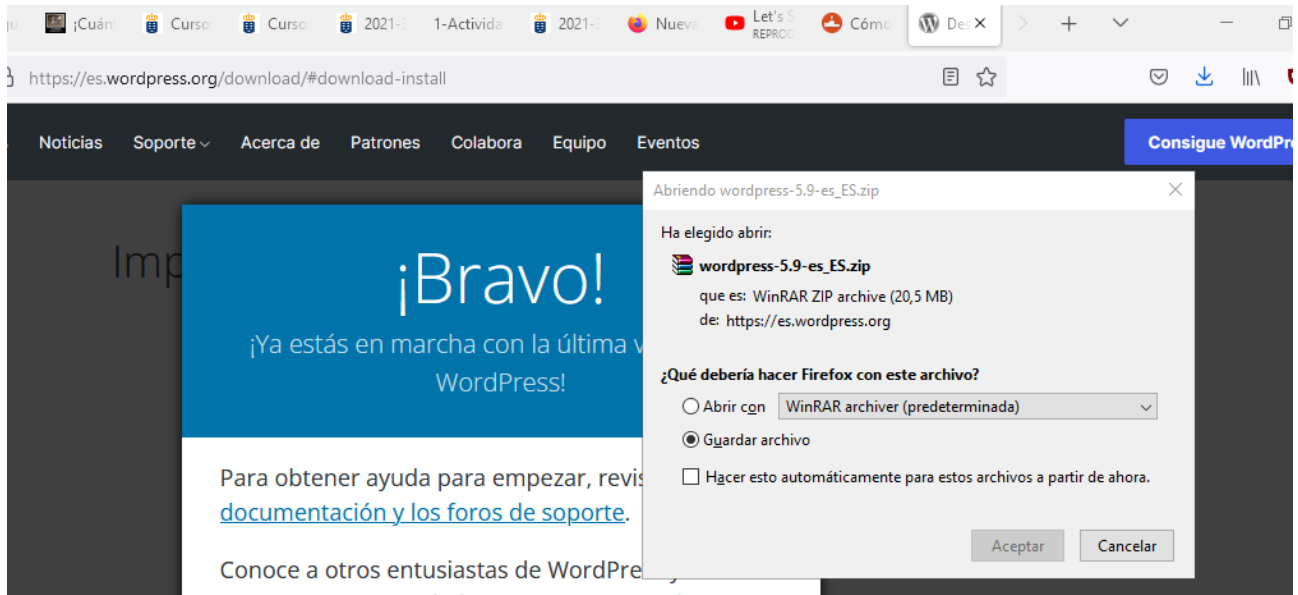 ¡Cuán
Curso
Curso
2021-
1-Activida
2021-
Nueva
Let's S
REPROD
Cómo
Des
https://es.wordpress.org/download/#download-install
Noticias
Soporte
Acerca de
Patrones
Colabora
Equipo
Eventos
Consigue WordPre
Imp
¡Bravo!
¡Ya estás en marcha con la última v
WordPress!
Para obtener ayuda para empezar, revis
documentación y los foros de soporte.
Conoce a otros entusiastas de WordPre
Abriendo wordpress-5.9-es_ES.zip
Ha elegido abrir:
wordpress-5.9-es_ES.zip
que es: WinRAR ZIP archive (20,5 MB)
de: https://es.wordpress.org
¿Qué debería hacer Firefox con este archivo?
Abrir con
WinRAR archiver (predeterminada)
Guardar archivo
Hacer esto automáticamente para estos archivos a partir de ahora.
Aceptar
Cancelar